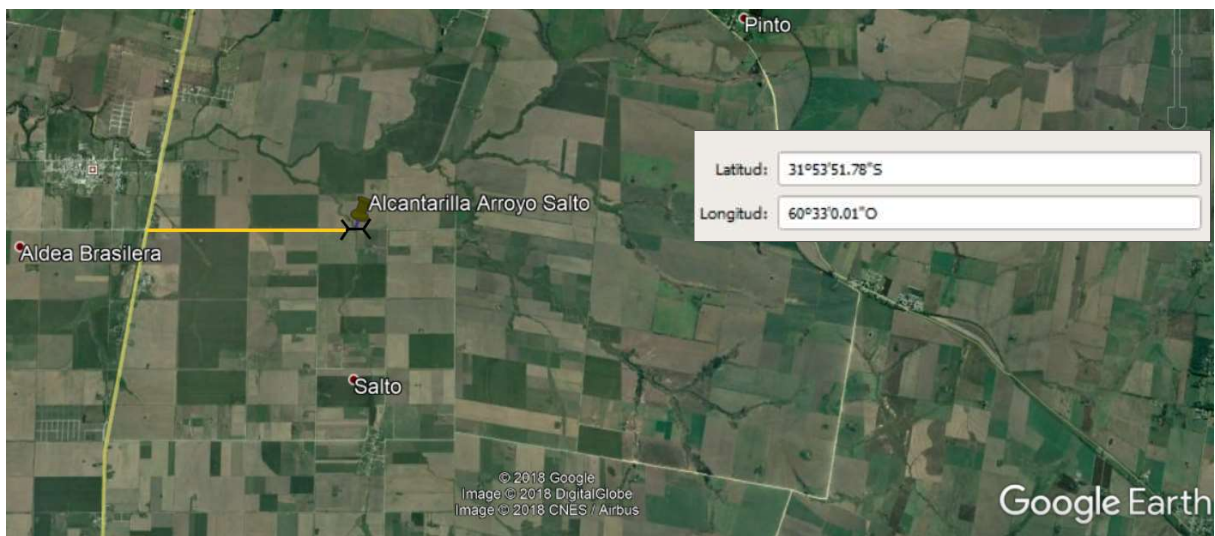 Pinto
Latitud: 31°53'51.78"S
Longitud: 60°33'0.01"O
Alcantarilla Arroyo Salto
Aldea Brasilera
Salto
© 2018 Google
Image © 2018 DigitalGlobe
Image © 2018 CNES / Airbus
Google Earth